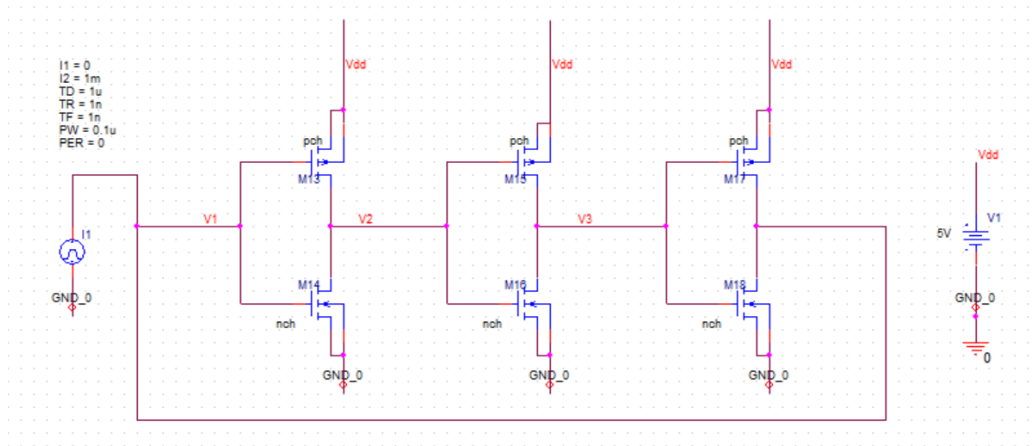 I1 = 0
I2 = 1m
TD = 1u
TR = 1n
TF = 1n
PW = 0.1u
PER = 0
Vdd
Vdd
Vdd
pch
pch
pch
M13
M15
M17
Vdd
V1
V2
V3
V1
5V
I1
GND_0
M14
M16
M18
GND_0
nch
nch
nch
0
GND_0
GND_0
GND_0